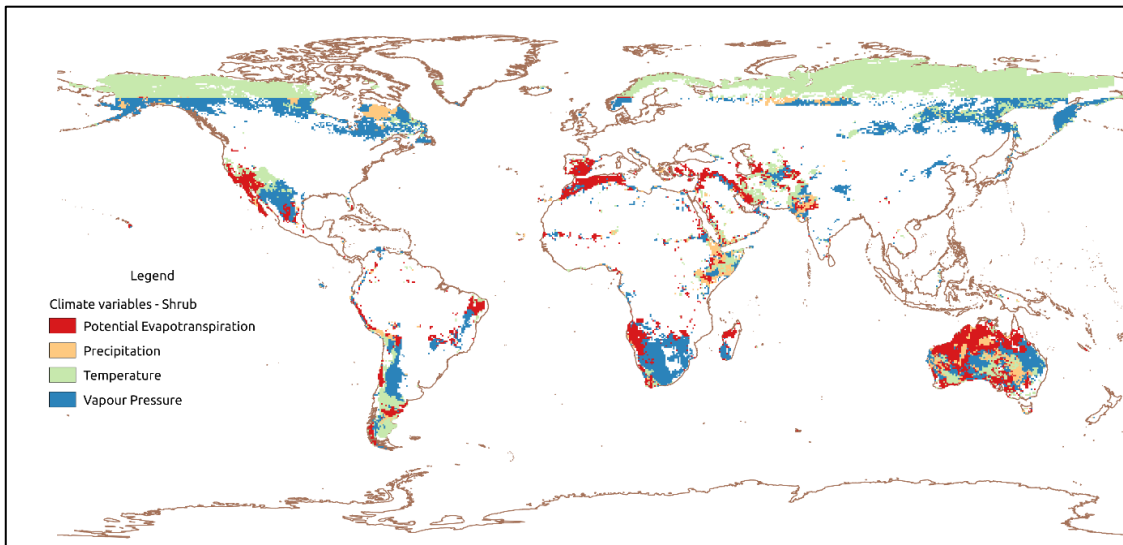 Legend
Climate variables - Shrub
Potential Evapotranspiration
Precipitation
Temperature
Vapour Pressure